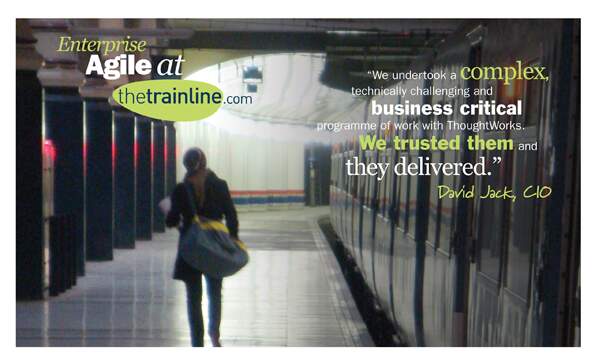 Enterprise
Agile at
thetrainline.com
“We undertook a complex,
technically challenging and
business critical
programme of work with ThoughtWorks.
We trusted them and
they delivered.”
David Jack, CIO